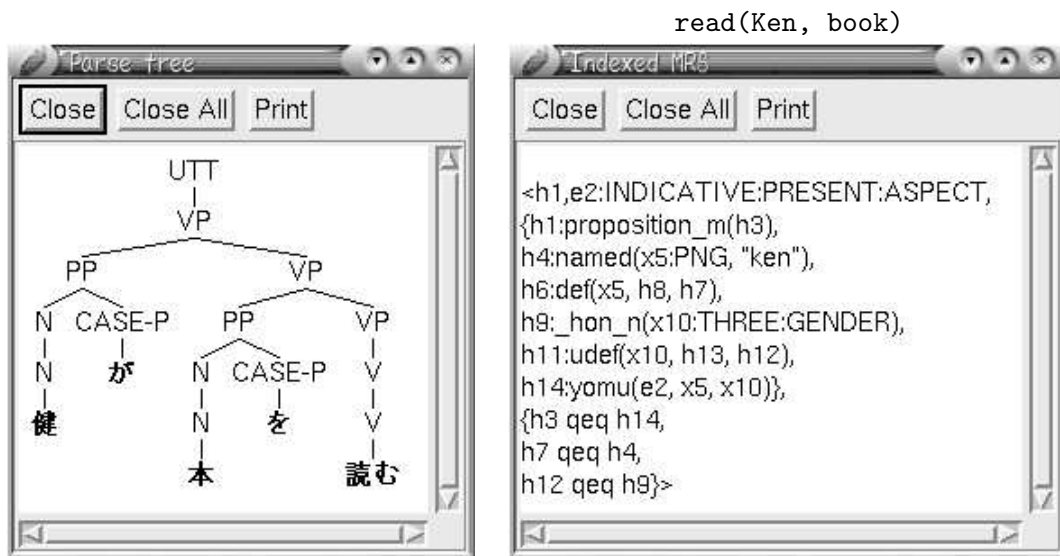 read(Ken, book)
Parse tree
Close Close All Print
UTT
VP
PP VP
N CASE-P PP VP
N が N CASE-P V
健 N を V
本 読む
Indexed MRS
Close Close All Print
<h1,e2:INDICATIVE:PRESENT:ASPECT,
{h1:proposition_m(h3),
h4:named(x5:PNG, "ken"),
h6:def(x5, h8, h7),
h9:_hon_n(x10:THREE:GENDER),
h11:udef(x10, h13, h12),
h14:yomu(e2, x5, x10)},
{h3 qeq h14,
h7 qeq h4,
h12 qeq h9}>